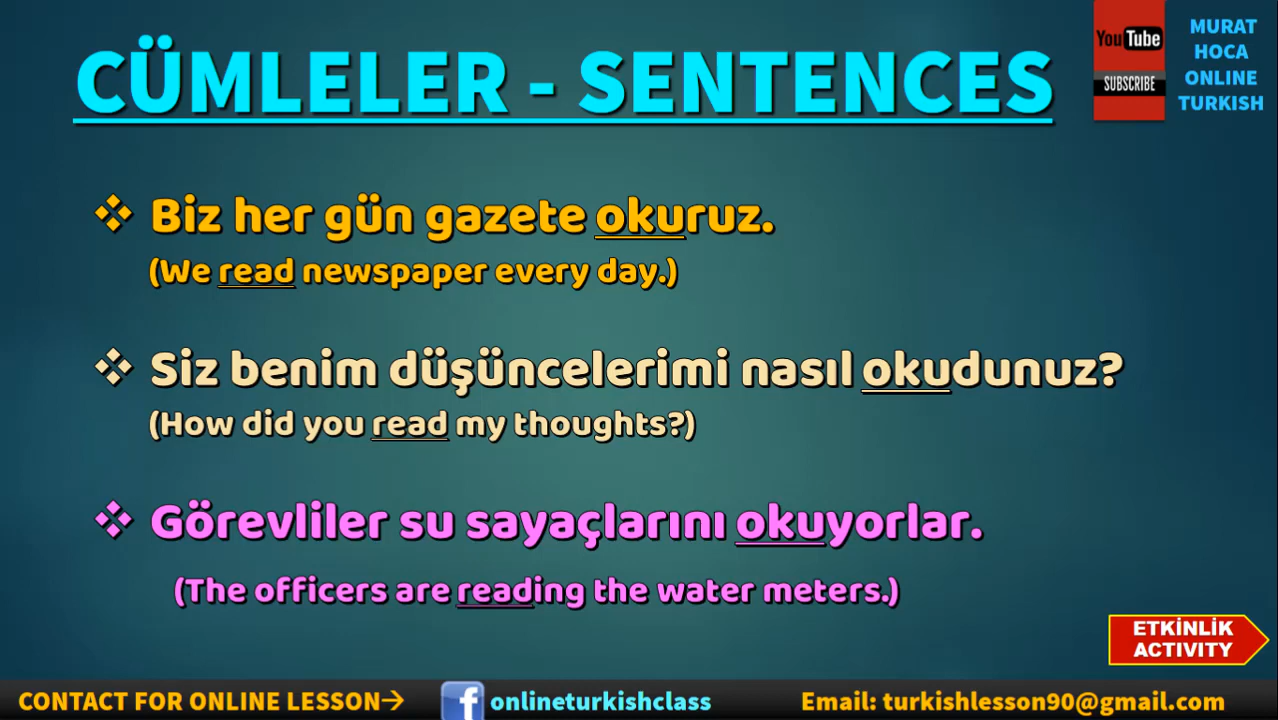 CÜMLELER - SENTENCES
YouTube
SUBSCRIBE
MURAT
HOCA
ONLINE
TURKISH
Biz her gün gazete okuruz.
(We read newspaper every day.)
Siz benim düşüncelerimi nasıl okudunuz?
(How did you read my thoughts?)
Görevliler su sayaçlarını okuyorlar.
(The officers are reading the water meters.)
ETKİNLİK
ACTIVITY
CONTACT FOR ONLINE LESSON→ f onlineturkishclass Email: turkishlesson90@gmail.com